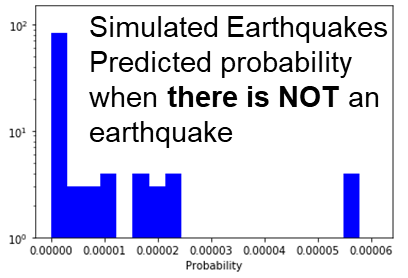 Simulated Earthquakes
Predicted probability
when there is NOT an
earthquake
10²
10¹
10⁰
0.00000 0.00001 0.00002 0.00003 0.00004 0.00005 0.00006
Probability